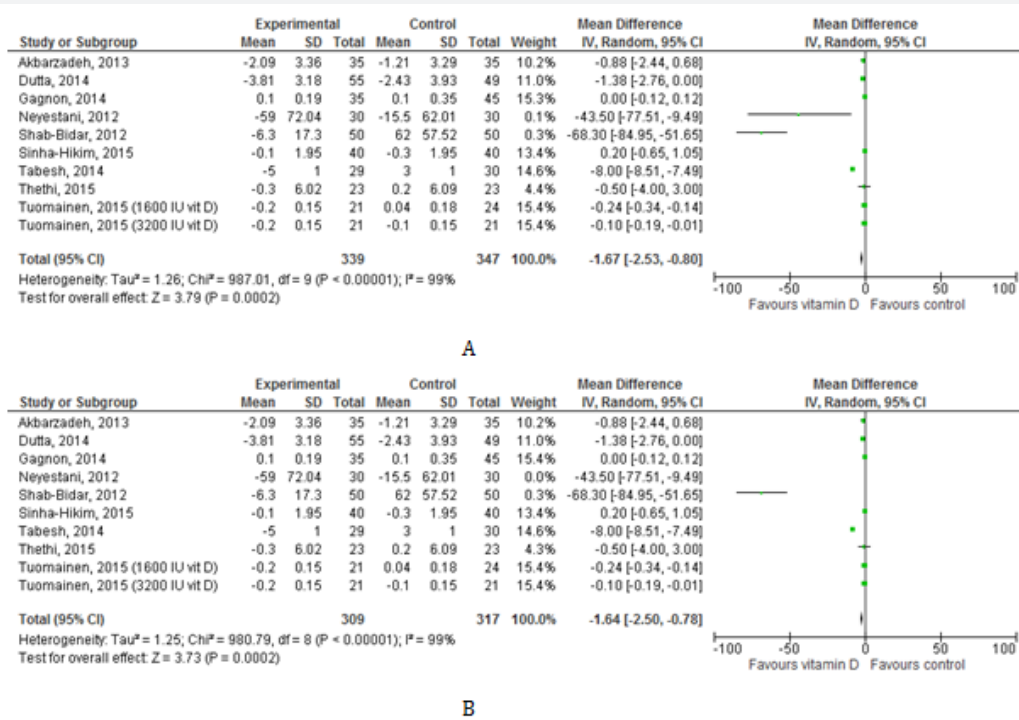 Experimental Control Mean Difference Mean Difference
Study or Subgroup Mean SD Total Mean SD Total Weight IV, Random, 95% CI IV, Random, 95% CI
Akbarzadeh, 2013 -2.09 3.36 35 -1.21 3.29 35 10.2% -0.88 [-2.44, 0.68]
Dutta, 2014 -3.81 3.18 55 -2.43 3.93 49 11.0% -1.38 [-2.76, 0.00]
Gagnon, 2014 0.1 0.19 35 0.1 0.35 45 15.3% 0.00 [-0.12, 0.12]
Neyestani, 2012 -59 72.04 30 -15.5 62.01 30 0.1% -43.50 [-77.51, -9.49]
Shab-Bidar, 2012 -6.3 17.3 50 62 57.52 50 0.3% -68.30 [-84.95, -51.65]
Sinha-Hikim, 2015 -0.1 1.95 40 -0.3 1.95 40 13.4% 0.20 [-0.65, 1.05]
Tabesh, 2014 -5 1 29 3 1 30 14.6% -8.00 [-8.51, -7.49]
Thethi, 2015 -0.3 6.02 23 0.2 6.09 23 4.4% -0.50 [-4.00, 3.00]
Tuomainen, 2015 (1600 IU vit D) -0.2 0.15 21 0.04 0.18 24 15.4% -0.24 [-0.34, -0.14]
Tuomainen, 2015 (3200 IU vit D) -0.2 0.15 21 -0.1 0.15 21 15.4% -0.10 [-0.19, -0.01]
Total (95% CI) 339 347 100.0% -1.67 [-2.53, -0.80]
Heterogeneity: Tau² = 1.26; Chi² = 987.01, df = 9 (P < 0.00001); I² = 99%
Test for overall effect: Z = 3.79 (P = 0.0002)
-100 -50 0 50 100
Favours vitamin D Favours control
A
Experimental Control Mean Difference Mean Difference
Study or Subgroup Mean SD Total Mean SD Total Weight IV, Random, 95% CI IV, Random, 95% CI
Akbarzadeh, 2013 -2.09 3.36 35 -1.21 3.29 35 10.2% -0.88 [-2.44, 0.68]
Dutta, 2014 -3.81 3.18 55 -2.43 3.93 49 11.0% -1.38 [-2.76, 0.00]
Gagnon, 2014 0.1 0.19 35 0.1 0.35 45 15.4% 0.00 [-0.12, 0.12]
Neyestani, 2012 -59 72.04 30 -15.5 62.01 30 0.0% -43.50 [-77.51, -9.49]
Shab-Bidar, 2012 -6.3 17.3 50 62 57.52 50 0.3% -68.30 [-84.95, -51.65]
Sinha-Hikim, 2015 -0.1 1.95 40 -0.3 1.95 40 13.4% 0.20 [-0.65, 1.05]
Tabesh, 2014 -5 1 29 3 1 30 14.6% -8.00 [-8.51, -7.49]
Thethi, 2015 -0.3 6.02 23 0.2 6.09 23 4.3% -0.50 [-4.00, 3.00]
Tuomainen, 2015 (1600 IU vit D) -0.2 0.15 21 0.04 0.18 24 15.4% -0.24 [-0.34, -0.14]
Tuomainen, 2015 (3200 IU vit D) -0.2 0.15 21 -0.1 0.15 21 15.4% -0.10 [-0.19, -0.01]
Total (95% CI) 309 317 100.0% -1.64 [-2.50, -0.78]
Heterogeneity: Tau² = 1.25; Chi² = 980.79, df = 8 (P < 0.00001); I² = 99%
Test for overall effect: Z = 3.73 (P = 0.0002)
-100 -50 0 50 100
Favours vitamin D Favours control
B